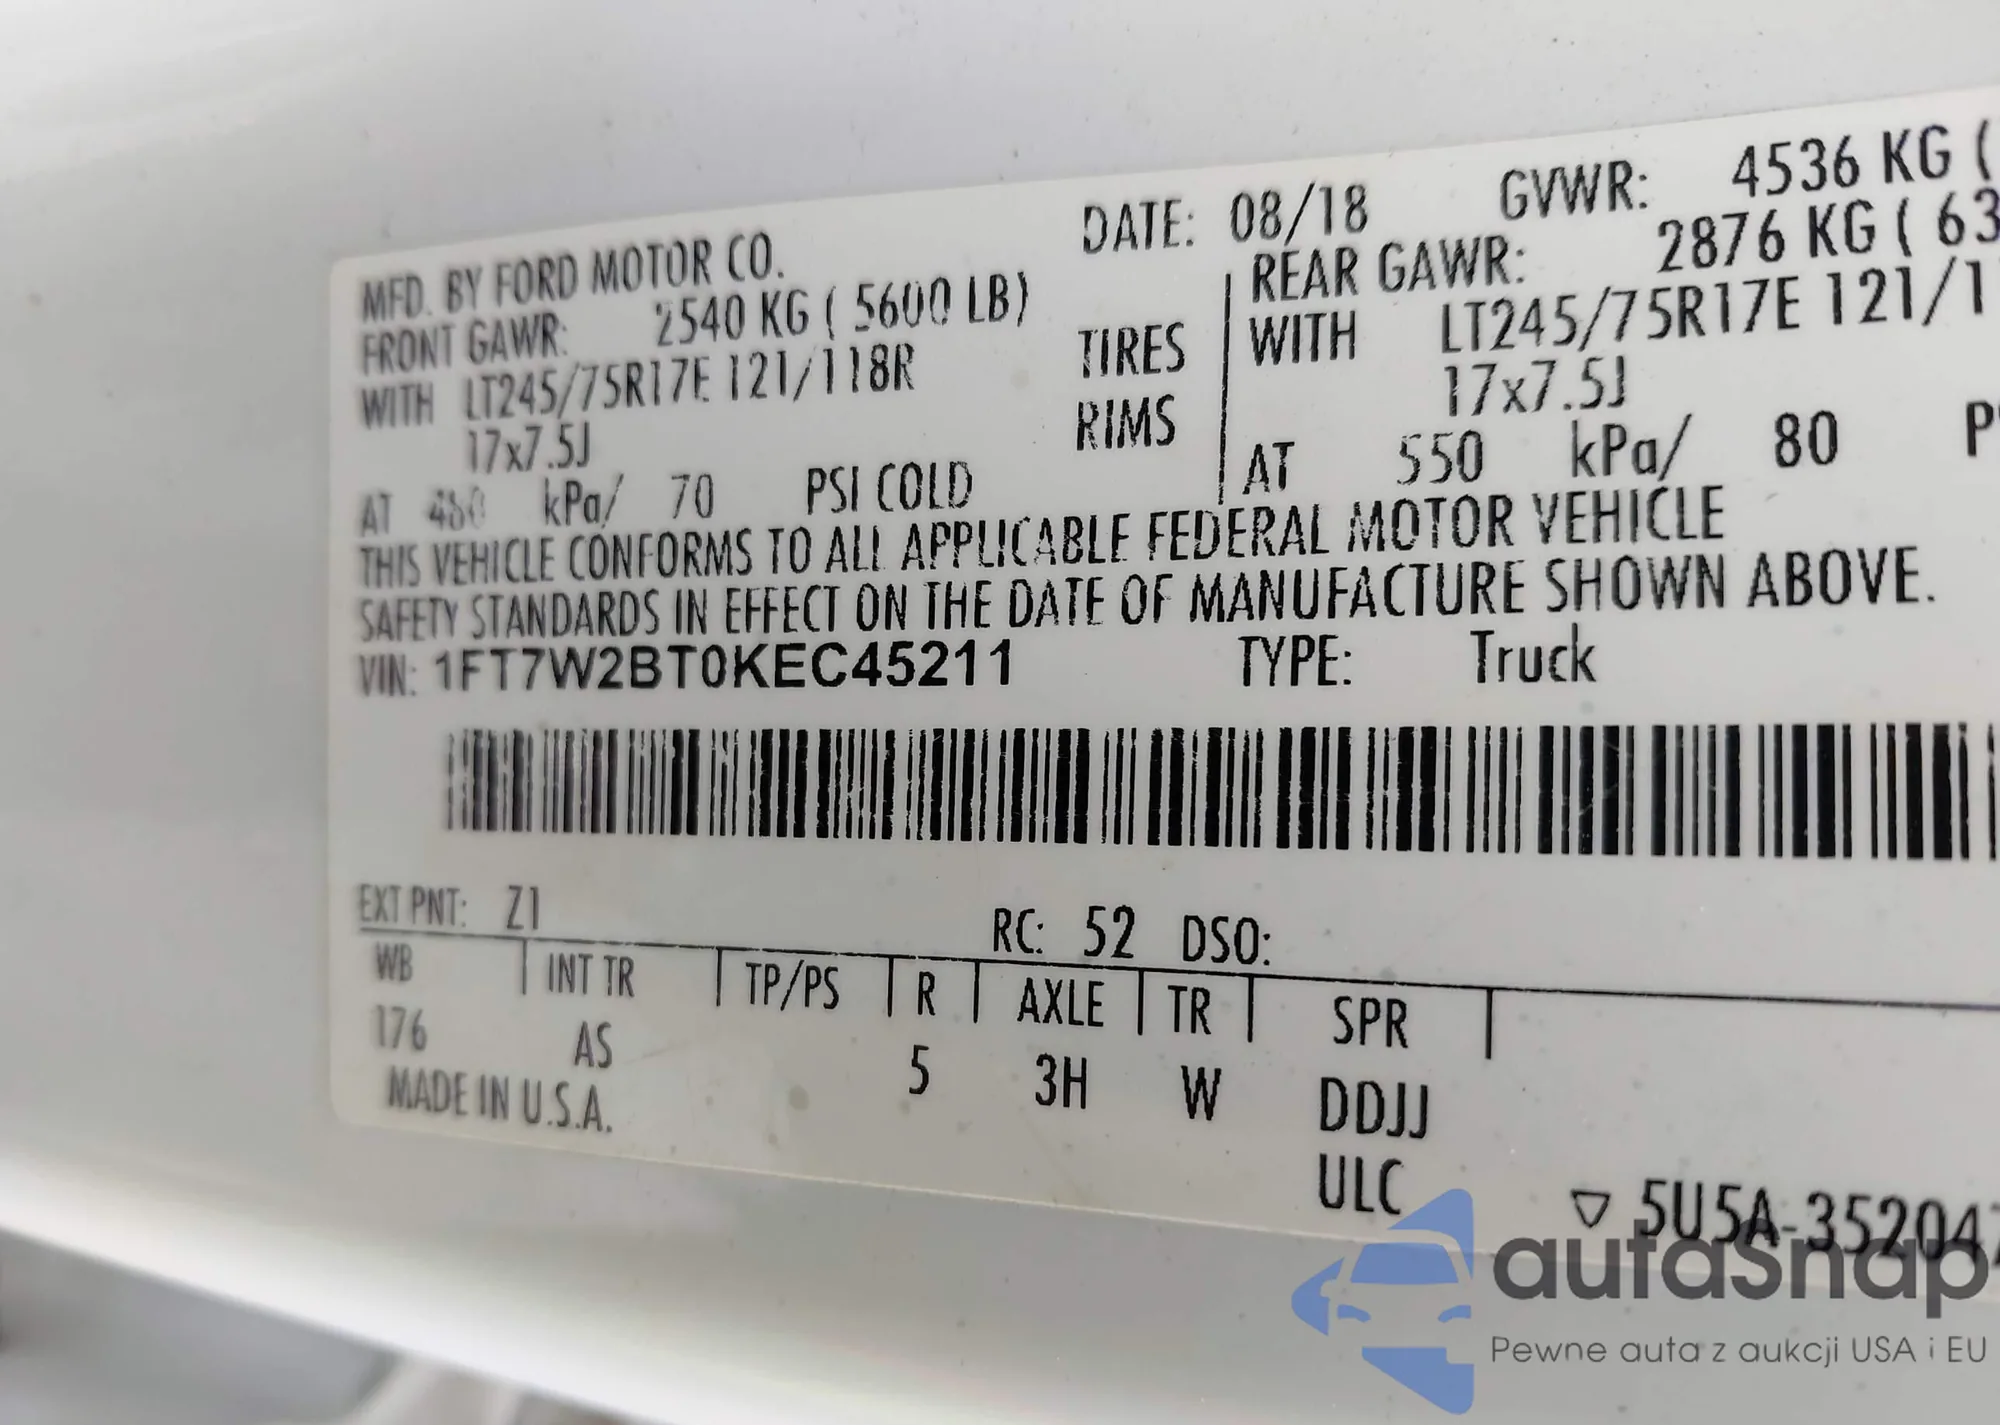 MFD. BY FORD MOTOR CO. DATE: 08/18 GVWR: 4536 KG (
FRONT GAWR: 2540 KG ( 5600 LB) REAR GAWR: 2876 KG ( 63
WITH LT245/75R17E 121/118R TIRES WITH LT245/75R17E 121/1
17x7.5J RIMS 17x7.5J
AT kPa/ 70 PSI COLD AT 550 kPa/ 80 P
THIS VEHICLE CONFORMS TO ALL APPLICABLE FEDERAL MOTOR VEHICLE
SAFETY STANDARDS IN EFFECT ON THE DATE OF MANUFACTURE SHOWN ABOVE.
VIN: 1FT7W2BT0KEC45211 TYPE: Truck
EXT PNT: Z1 RC: 52 DSO:
WB INT TR TP/PS R AXLE TR SPR
176 AS 5 3H W DDJJ
MADE IN U.S.A. ULC
▽ 5U5A-352047
autaSnap
Pewne auta z aukcji USA i EU